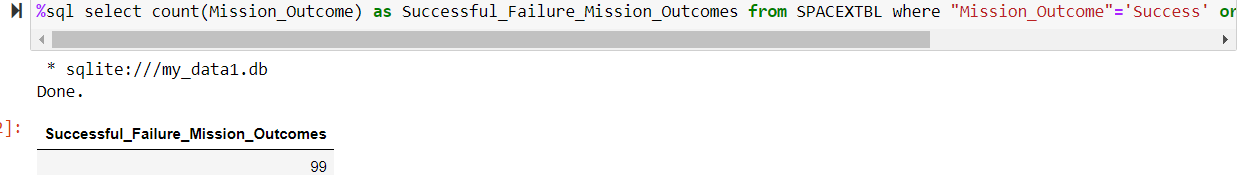 %sql select count(Mission_Outcome) as Successful_Failure_Mission_Outcomes from SPACEXTBL where "Mission_Outcome"='Success' or
* sqlite:///my_data1.db
Done.
]:
Successful_Failure_Mission_Outcomes
99